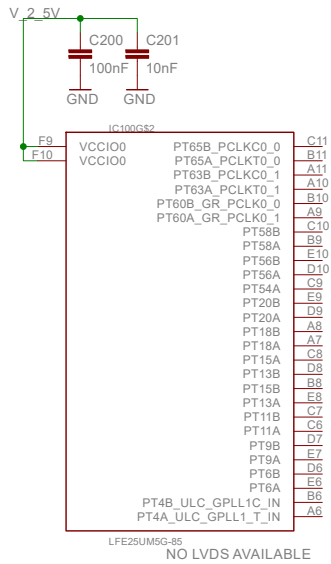 V_2_5V
C200
C201
100nF
10nF
GND
GND
IC100G$2
F9 VCCIO0 PT65B_PCLKC0_0 C11
F10 VCCIO0 PT65A_PCLKT0_0 B11
PT63B_PCLKC0_1 A11
PT63A_PCLKT0_1 A10
PT60B_GR_PCLK0_0 B10
PT60A_GR_PCLK0_1 A9
PT58B C10
PT58A B9
PT56B E10
PT56A D10
PT54A C9
PT20B E9
PT20A D9
PT18B A8
PT18A A7
PT15A C8
PT13B D8
PT15B B8
PT13A E8
PT11B C7
PT11A C6
PT9B D7
PT9A E7
PT6B D6
PT6A E6
PT4B_ULC_GPLL1C_IN B6
PT4A_ULC_GPLL1_T_IN A6
LFE25UM5G-85
NO LVDS AVAILABLE